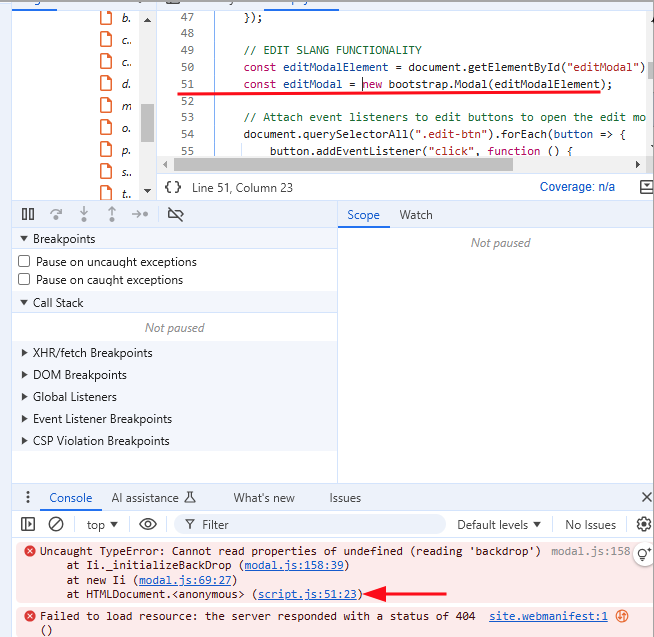 b.
c..
c..
d.
m
o.
p.
s..
t..
47 });
48
49 // EDIT SLANG FUNCTIONALITY
50 const editModalElement = document.getElementById("editModal")
51 const editModal = new bootstrap.Modal(editModalElement);
52
53 // Attach event listeners to edit buttons to open the edit mo
54 document.querySelectorAll(".edit-btn").forEach(button => {
55 button.addEventListener("click", function () {
{} Line 51, Column 23 Coverage: n/a
Breakpoints
Pause on uncaught exceptions
Pause on caught exceptions
Call Stack
Not paused
XHR/fetch Breakpoints
DOM Breakpoints
Global Listeners
Event Listener Breakpoints
CSP Violation Breakpoints
Scope Watch
Not paused
Console AI assistance What's new Issues
top Filter Default levels No Issues
Uncaught TypeError: Cannot read properties of undefined (reading 'backdrop') modal.js:158
at Ii._initializeBackDrop (modal.js:158:39)
at new Ii (modal.js:69:27)
at HTMLDocument.<anonymous> (script.js:51:23)
Failed to load resource: the server responded with a status of 404 site.webmanifest:1
()